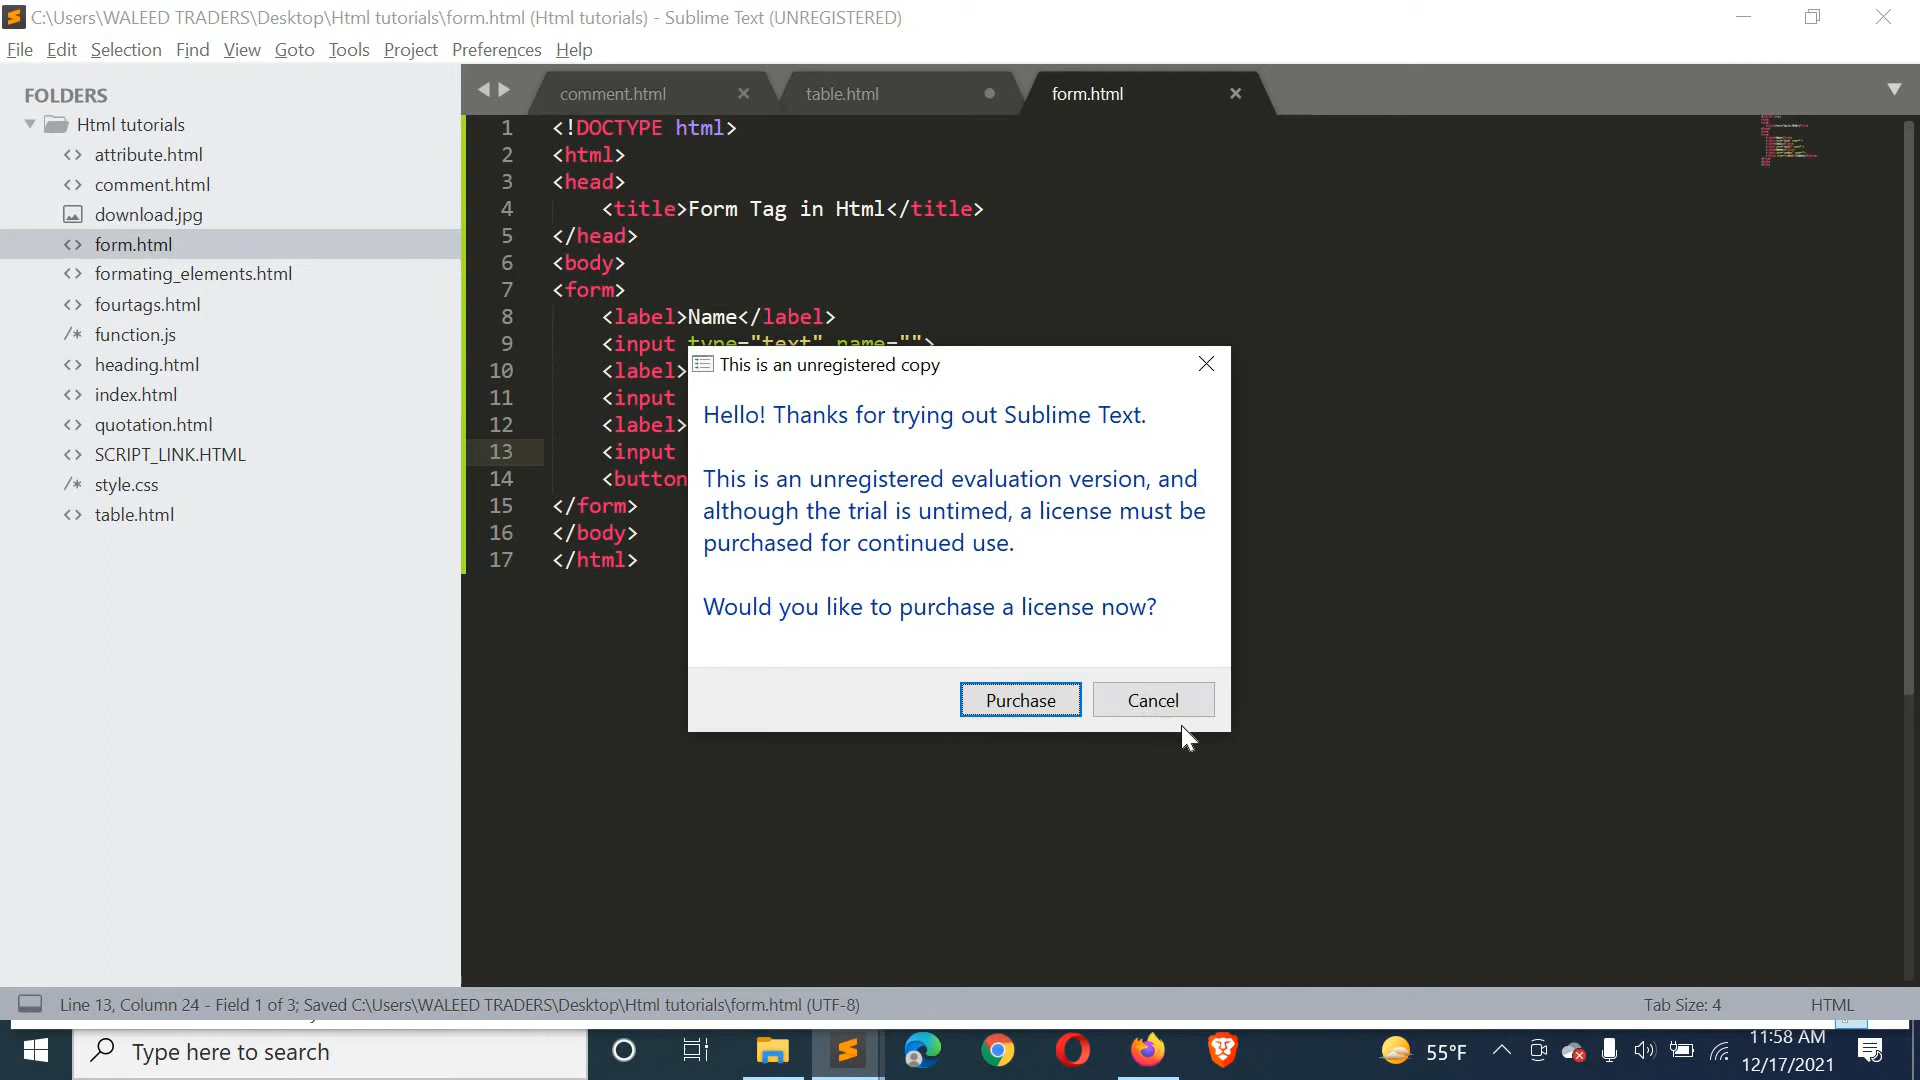 C:\Users\WALEED TRADERS\Desktop\Html tutorials\form.html (Html tutorials) - Sublime Text (UNREGISTERED)
File Edit Selection Find View Goto Tools Project Preferences Help
FOLDERS
Html tutorials
attribute.html
comment.html
download.jpg
form.html
formating_elements.html
fourtags.html
function.js
heading.html
index.html
quotation.html
SCRIPT_LINK.HTML
style.css
table.html
comment.html table.html form.html
1 <!DOCTYPE html>
2 <html>
3 <head>
4 <title>Form Tag in Html</title>
5 </head>
6 <body>
7 <form>
8 <label>Name</label>
9 <input type="text" name="">
10 <label>
11 <input
12 <label>
13 <input
14 <button
15 </form>
16 </body>
17 </html>
This is an unregistered copy
Hello! Thanks for trying out Sublime Text.
This is an unregistered evaluation version, and
although the trial is untimed, a license must be
purchased for continued use.
Would you like to purchase a license now?
Purchase Cancel
Line 13, Column 24 - Field 1 of 3; Saved C:\Users\WALEED TRADERS\Desktop\Html tutorials\form.html (UTF-8)
Tab Size: 4 HTML
Type here to search
55°F
11:58 AM
12/17/2021